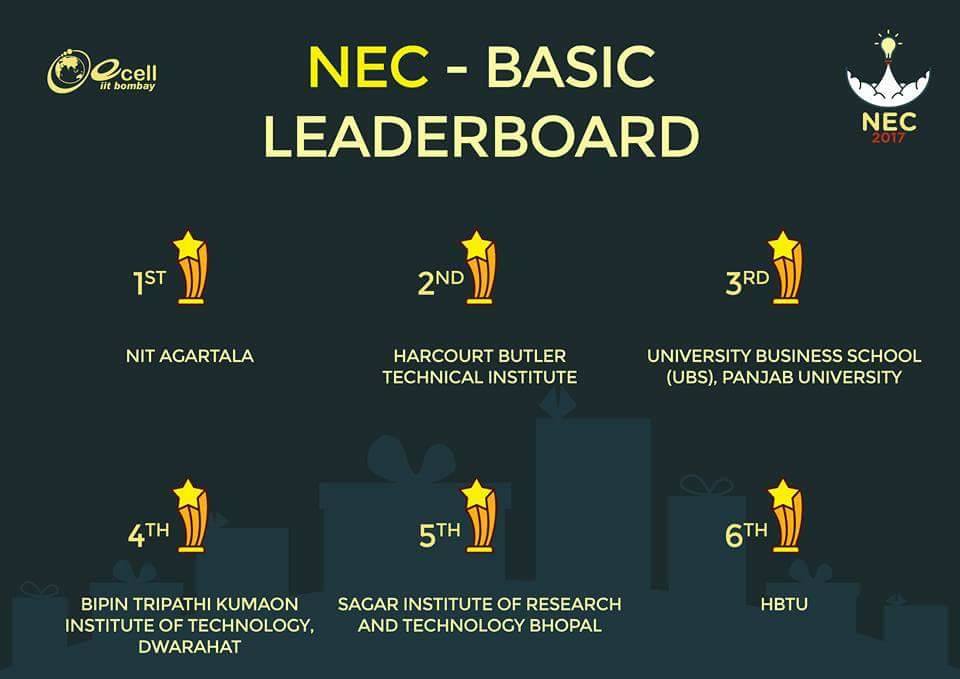 ecell
iit bombay
NEC - BASIC
LEADERBOARD
NEC
2017
1ST
2ND
3RD
NIT AGARTALA
HARCOURT BUTLER
TECHNICAL INSTITUTE
UNIVERSITY BUSINESS SCHOOL
(UBS), PANJAB UNIVERSITY
4TH
5TH
6TH
BIPIN TRIPATHI KUMAON
INSTITUTE OF TECHNOLOGY,
DWARAHAT
SAGAR INSTITUTE OF RESEARCH
AND TECHNOLOGY BHOPAL
HBTU